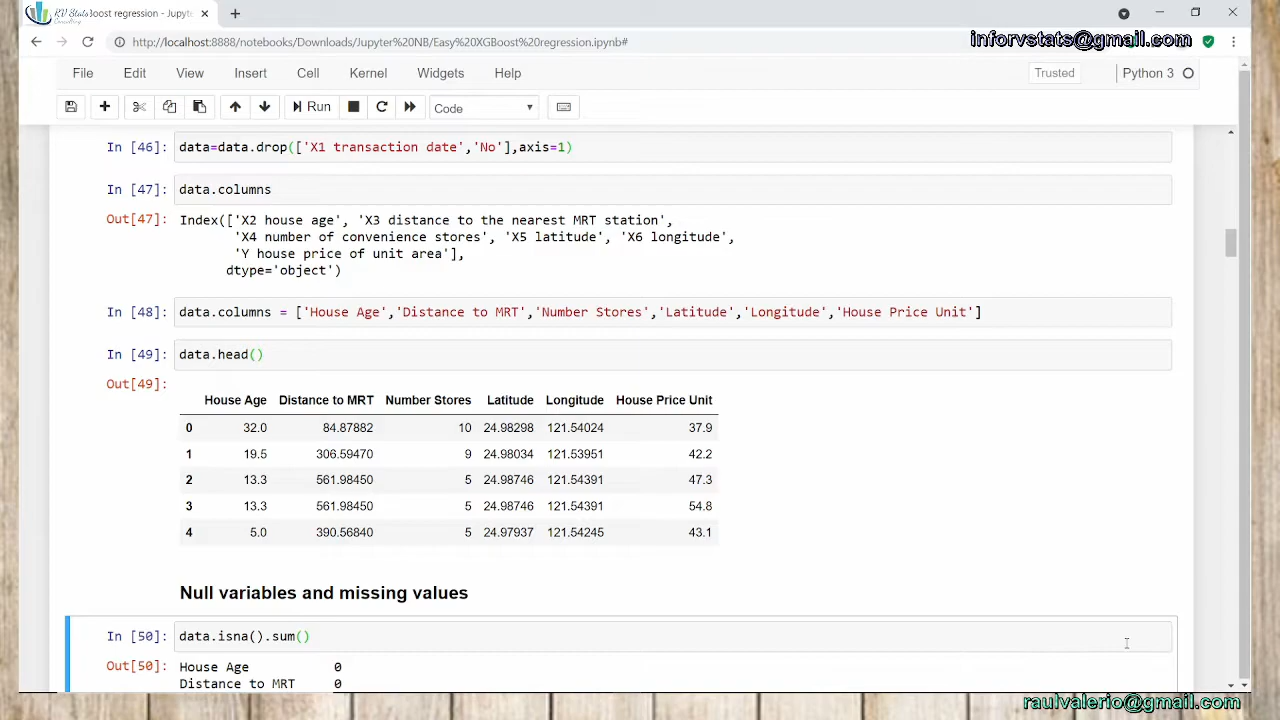 boost regression - Jupyte
RV Stats
Consulting
http://localhost:8888/notebooks/Downloads/Jupyter%20NB/Easy%20XGBoost%20regression.ipynb#
inforvstats@gmail.com
File Edit View Insert Cell Kernel Widgets Help
Trusted
Python 3
Run
Code
In [46]: data=data.drop(['X1 transaction date','No'],axis=1)
In [47]: data.columns
Out[47]: Index(['X2 house age', 'X3 distance to the nearest MRT station',
'X4 number of convenience stores', 'X5 latitude', 'X6 longitude',
'Y house price of unit area'],
dtype='object')
In [48]: data.columns = ['House Age','Distance to MRT','Number Stores','Latitude','Longitude','House Price Unit']
In [49]: data.head()
Out[49]:
House Age Distance to MRT Number Stores Latitude Longitude House Price Unit
0 32.0 84.87882 10 24.98298 121.54024 37.9
1 19.5 306.59470 9 24.98034 121.53951 42.2
2 13.3 561.98450 5 24.98746 121.54391 47.3
3 13.3 561.98450 5 24.98746 121.54391 54.8
4 5.0 390.56840 5 24.97937 121.54245 43.1
Null variables and missing values
In [50]: data.isna().sum()
Out[50]: House Age 0
Distance to MRT 0
raulvalerio@gmail.com